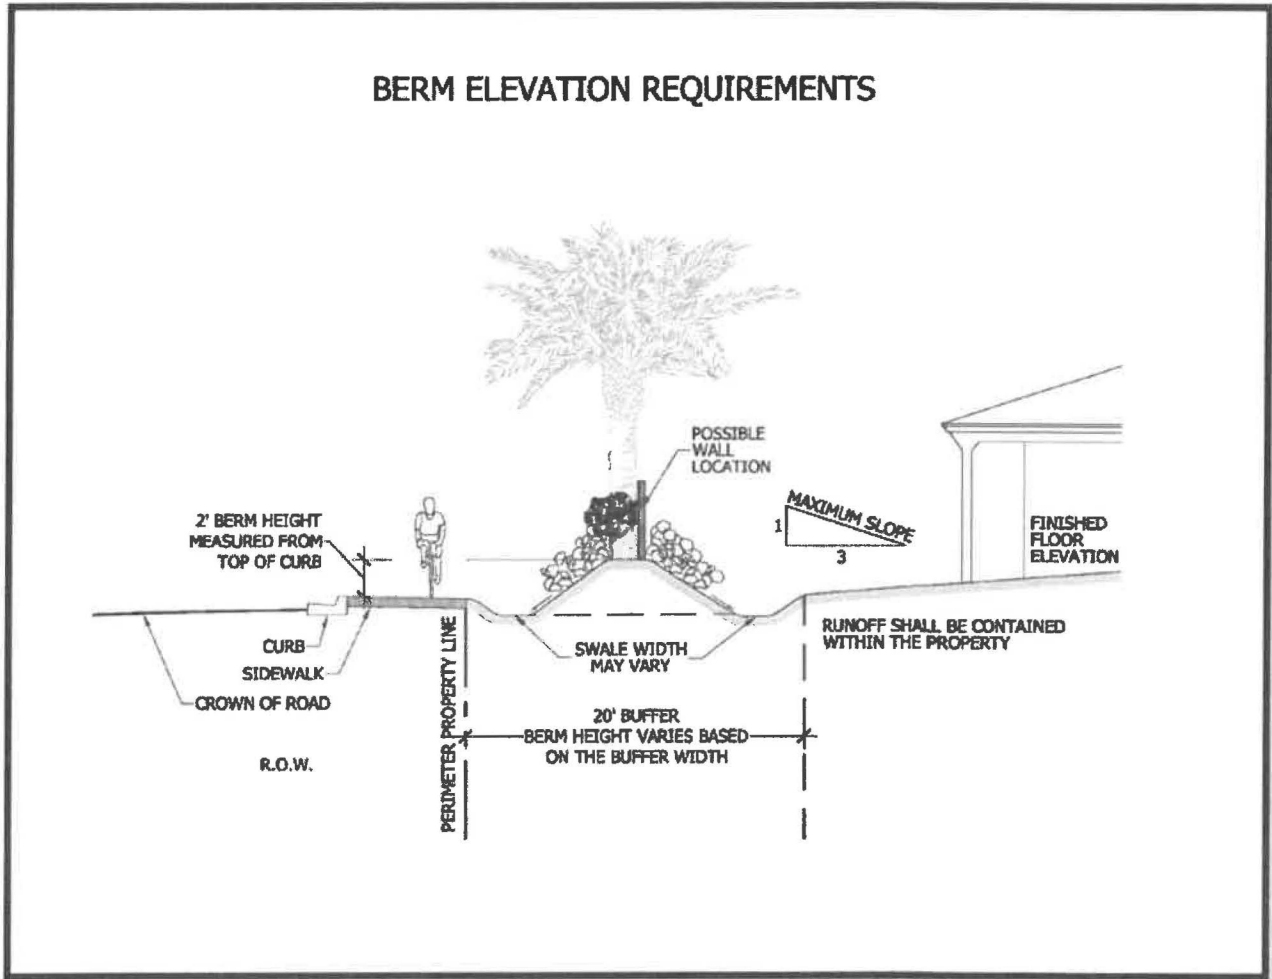 BERM ELEVATION REQUIREMENTS
POSSIBLE
WALL
LOCATION
2' BERM HEIGHT
MEASURED FROM
TOP OF CURB
1
MAXIMUM SLOPE
3
FINISHED
FLOOR
ELEVATION
CURB
SIDEWALK
CROWN OF ROAD
R.O.W.
PERIMETER PROPERTY LINE
SWALE WIDTH
MAY VARY
RUNOFF SHALL BE CONTAINED
WITHIN THE PROPERTY
20' BUFFER
BERM HEIGHT VARIES BASED
ON THE BUFFER WIDTH